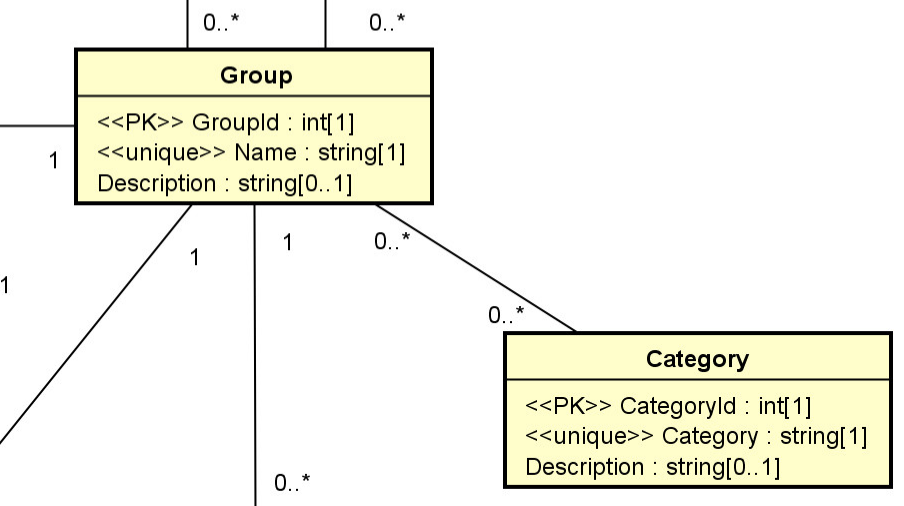 0..*
0..*
Group
<<PK>> GroupId : int[1]
<<unique>> Name : string[1]
Description : string[0..1]
1
1
1
0..*
1
0..*
Category
<<PK>> CategoryId : int[1]
<<unique>> Category : string[1]
Description : string[0..1]
0..*